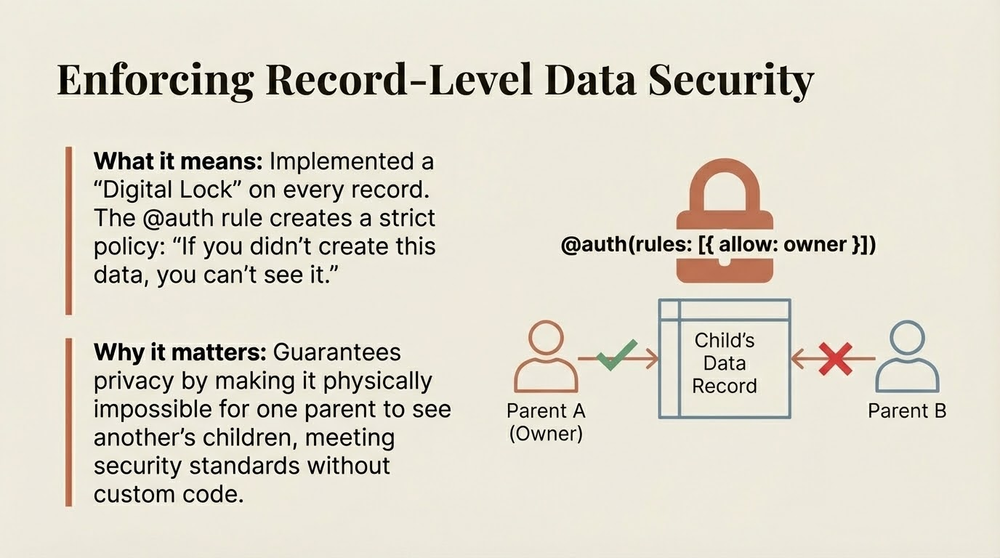 Enforcing Record-Level Data Security
What it means: Implemented a
“Digital Lock” on every record.
The @auth rule creates a strict
policy: “If you didn’t create this
data, you can’t see it.”
Why it matters: Guarantees
privacy by making it physically
impossible for one parent to see
another’s children, meeting
security standards without
custom code.
@auth(rules: [{ allow: owner }])
Child’s
Data
Record
Parent A
(Owner)
Parent B